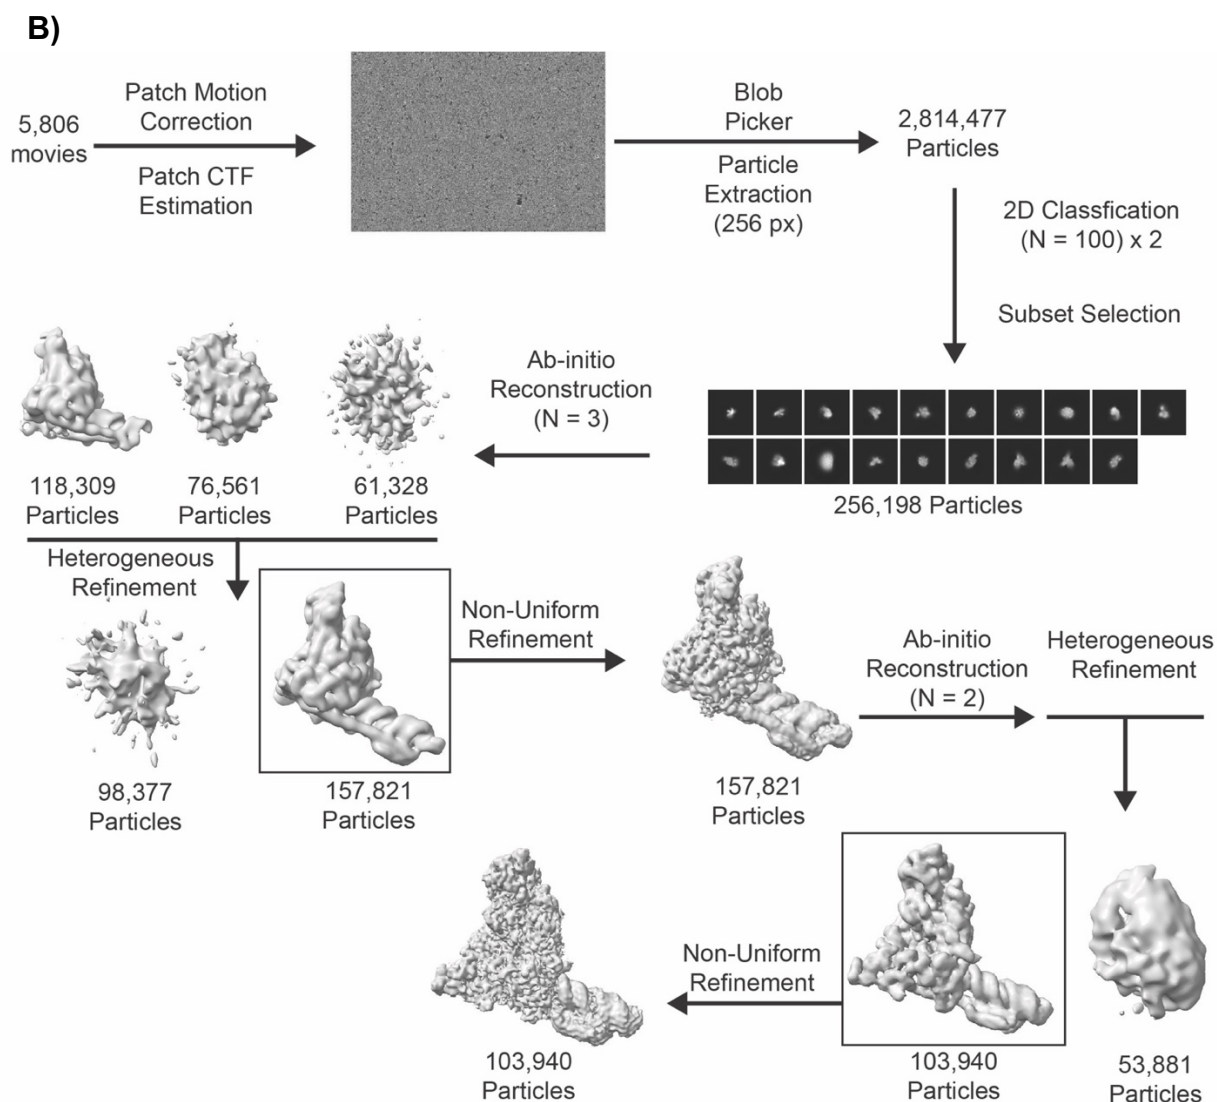 B)
5,806
movies
Patch Motion
Correction
Patch CTF
Estimation
Blob
Picker
Particle
Extraction
(256 px)
2,814,477
Particles
2D Classfication
(N = 100) x 2
Subset Selection
256,198 Particles
Ab-initio
Reconstruction
(N = 3)
118,309
Particles
76,561
Particles
61,328
Particles
Heterogeneous
Refinement
98,377
Particles
157,821
Particles
Non-Uniform
Refinement
157,821
Particles
Ab-initio
Reconstruction
(N = 2)
Heterogeneous
Refinement
53,881
Particles
103,940
Particles
Non-Uniform
Refinement
103,940
Particles